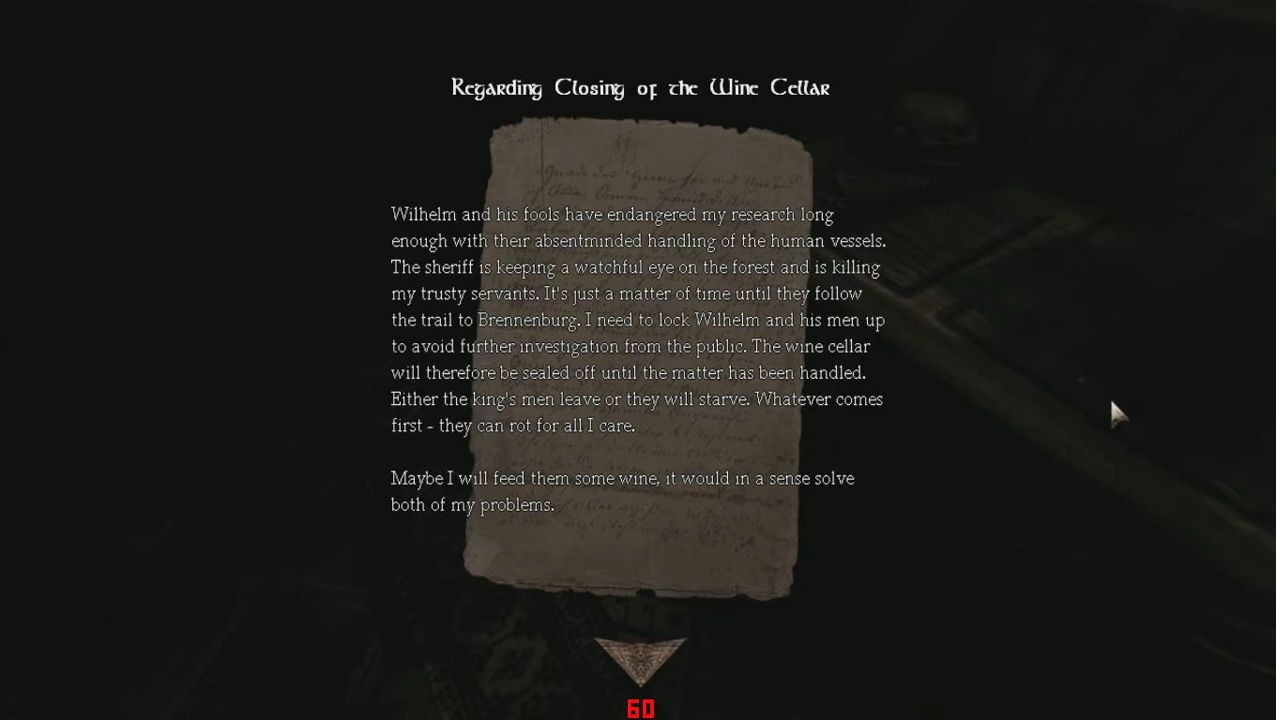 Regarding Closing of the Wine Cellar
Wilhelm and his fools have endangered my research long
enough with their absentminded handling of the human vessels.
The sheriff is keeping a watchful eye on the forest and is killing
my trusty servants. It's just a matter of time until they follow
the trail to Brennenburg. I need to lock Wilhelm and his men up
to avoid further investigation from the public. The wine cellar
will therefore be sealed off until the matter has been handled.
Either the king's men leave or they will starve. Whatever comes
first - they can rot for all I care.
Maybe I will feed them some wine, it would in a sense solve
both of my problems.
60